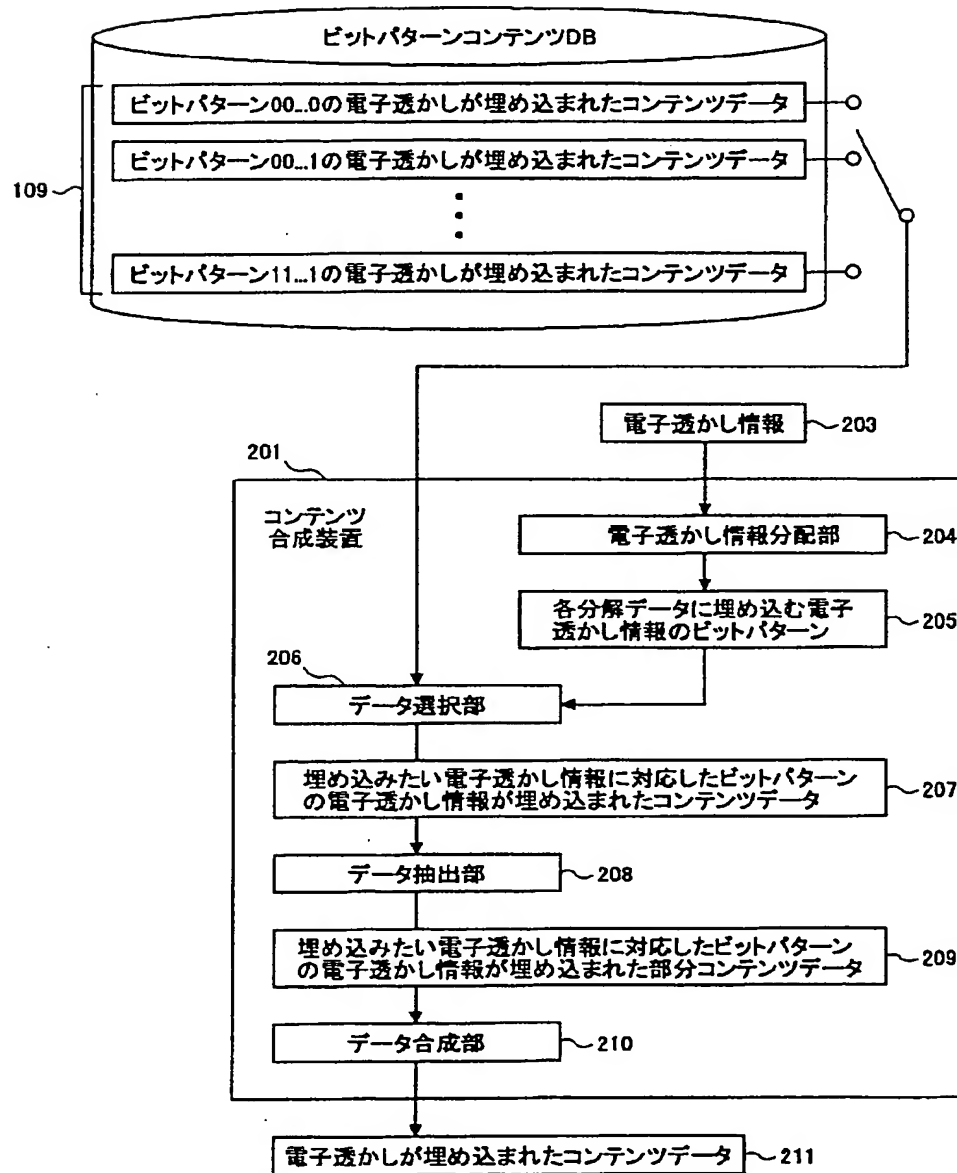 ビットパターンコンテンツDB
ビットパターン00...0の電子透かしが埋め込まれたコンテンツデータ
ビットパターン00...1の電子透かしが埋め込まれたコンテンツデータ
109
ビットパターン11...1の電子透かしが埋め込まれたコンテンツデータ
電子透かし情報
203
201
コンテンツ
合成装置
電子透かし情報分配部
204
各分解データに埋め込む電子
透かし情報のビットパターン
205
206
データ選択部
埋め込みたい電子透かし情報に対応したビットパターン
の電子透かし情報が埋め込まれたコンテンツデータ
207
データ抽出部
208
埋め込みたい電子透かし情報に対応したビットパターン
の電子透かし情報が埋め込まれた部分コンテンツデータ
209
データ合成部
210
電子透かしが埋め込まれたコンテンツデータ
211